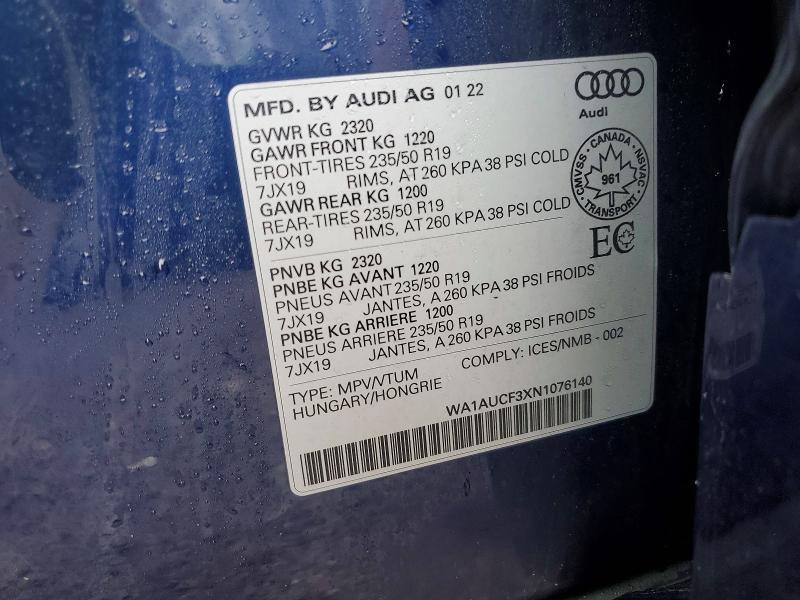 MFD. BY AUDI AG 01 22
Audi
GVWR KG 2320
GAWR FRONT KG 1220
FRONT-TIRES 235/50 R19
7JX19 RIMS, AT 260 KPA 38 PSI COLD
GAWR REAR KG 1200
REAR-TIRES 235/50 R19
7JX19 RIMS, AT 260 KPA 38 PSI COLD
CANADA
NSVAC
TRANSPORT
CMVSS
961
EC
PNVB KG 2320
PNBE KG AVANT 1220
PNEUS AVANT 235/50 R19
7JX19 JANTES, A 260 KPA 38 PSI FROIDS
PNBE KG ARRIERE 1200
PNEUS ARRIERE 235/50 R19
7JX19 JANTES, A 260 KPA 38 PSI FROIDS
COMPLY: ICES/NMB - 002
TYPE: MPV/VTUM
HUNGARY/HONGRIE
WA1AUCF3XN1076140